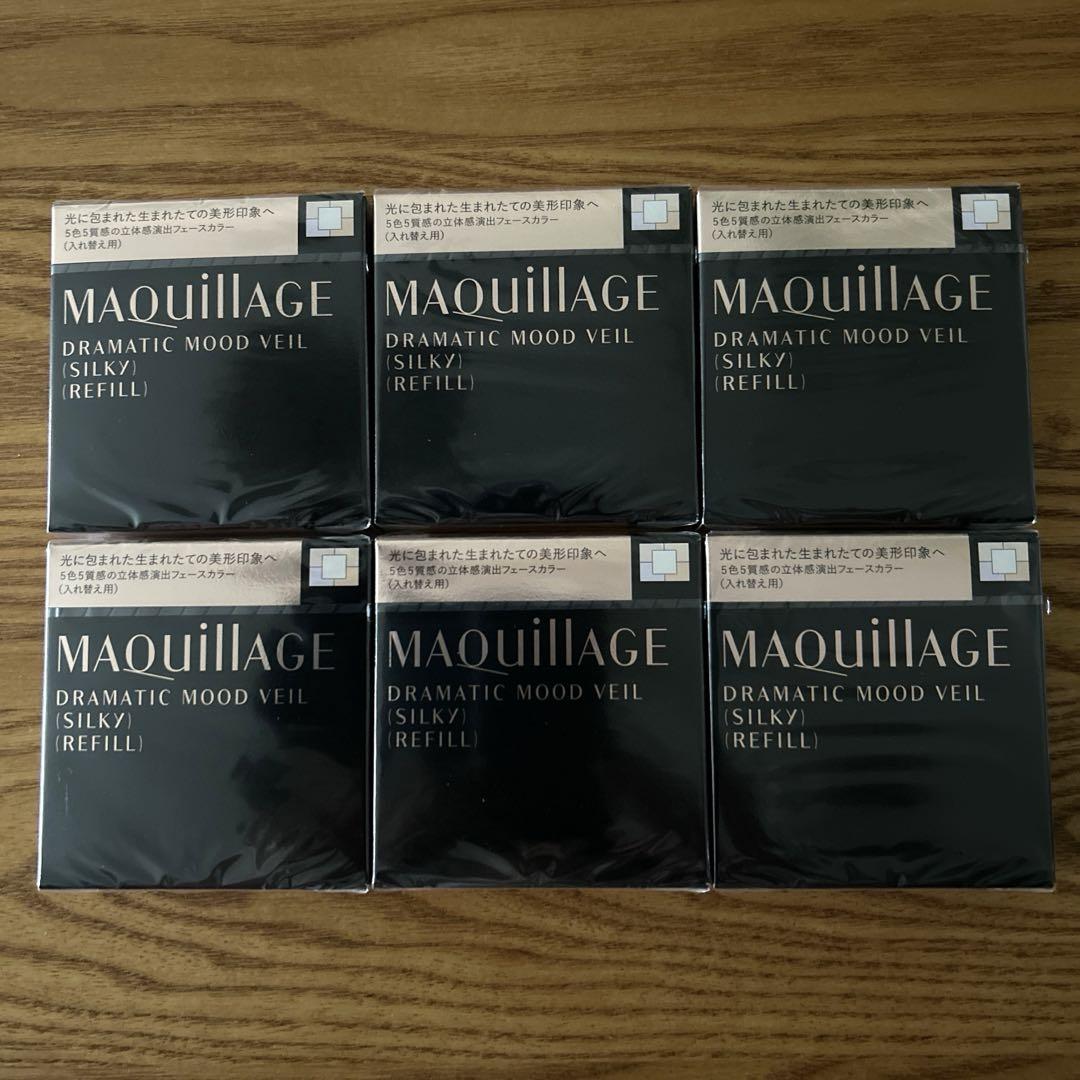 光に包まれた生まれたての美形印象へ
5色5質感の立体感演出フェースカラー
(入れ替え用)
MAQuillAGE
DRAMATIC MOOD VEIL
(SILKY)
(REFILL)
光に包まれた生まれたての美形印象へ
5色5質感の立体感演出フェースカラー
(入れ替え用)
MAQuillAGE
DRAMATIC MOOD VEIL
(SILKY)
(REFILL)
光に包まれた生まれたての美形印象へ
5色5質感の立体感演出フェースカラー
(入れ替え用)
MAQuillAGE
DRAMATIC MOOD VEIL
(SILKY)
(REFILL)
光に包まれた生まれたての美形印象へ
5色5質感の立体感演出フェースカラー
(入れ替え用)
MAQuillAGE
DRAMATIC MOOD VEIL
(SILKY)
(REFILL)
光に包まれた生まれたての美形印象へ
5色5質感の立体感演出フェースカラー
(入れ替え用)
MAQuillAGE
DRAMATIC MOOD VEIL
(SILKY)
(REFILL)
光に包まれた生まれたての美形印象へ
5色5質感の立体感演出フェースカラー
(入れ替え用)
MAQuillAGE
DRAMATIC MOOD VEIL
(SILKY)
(REFILL)